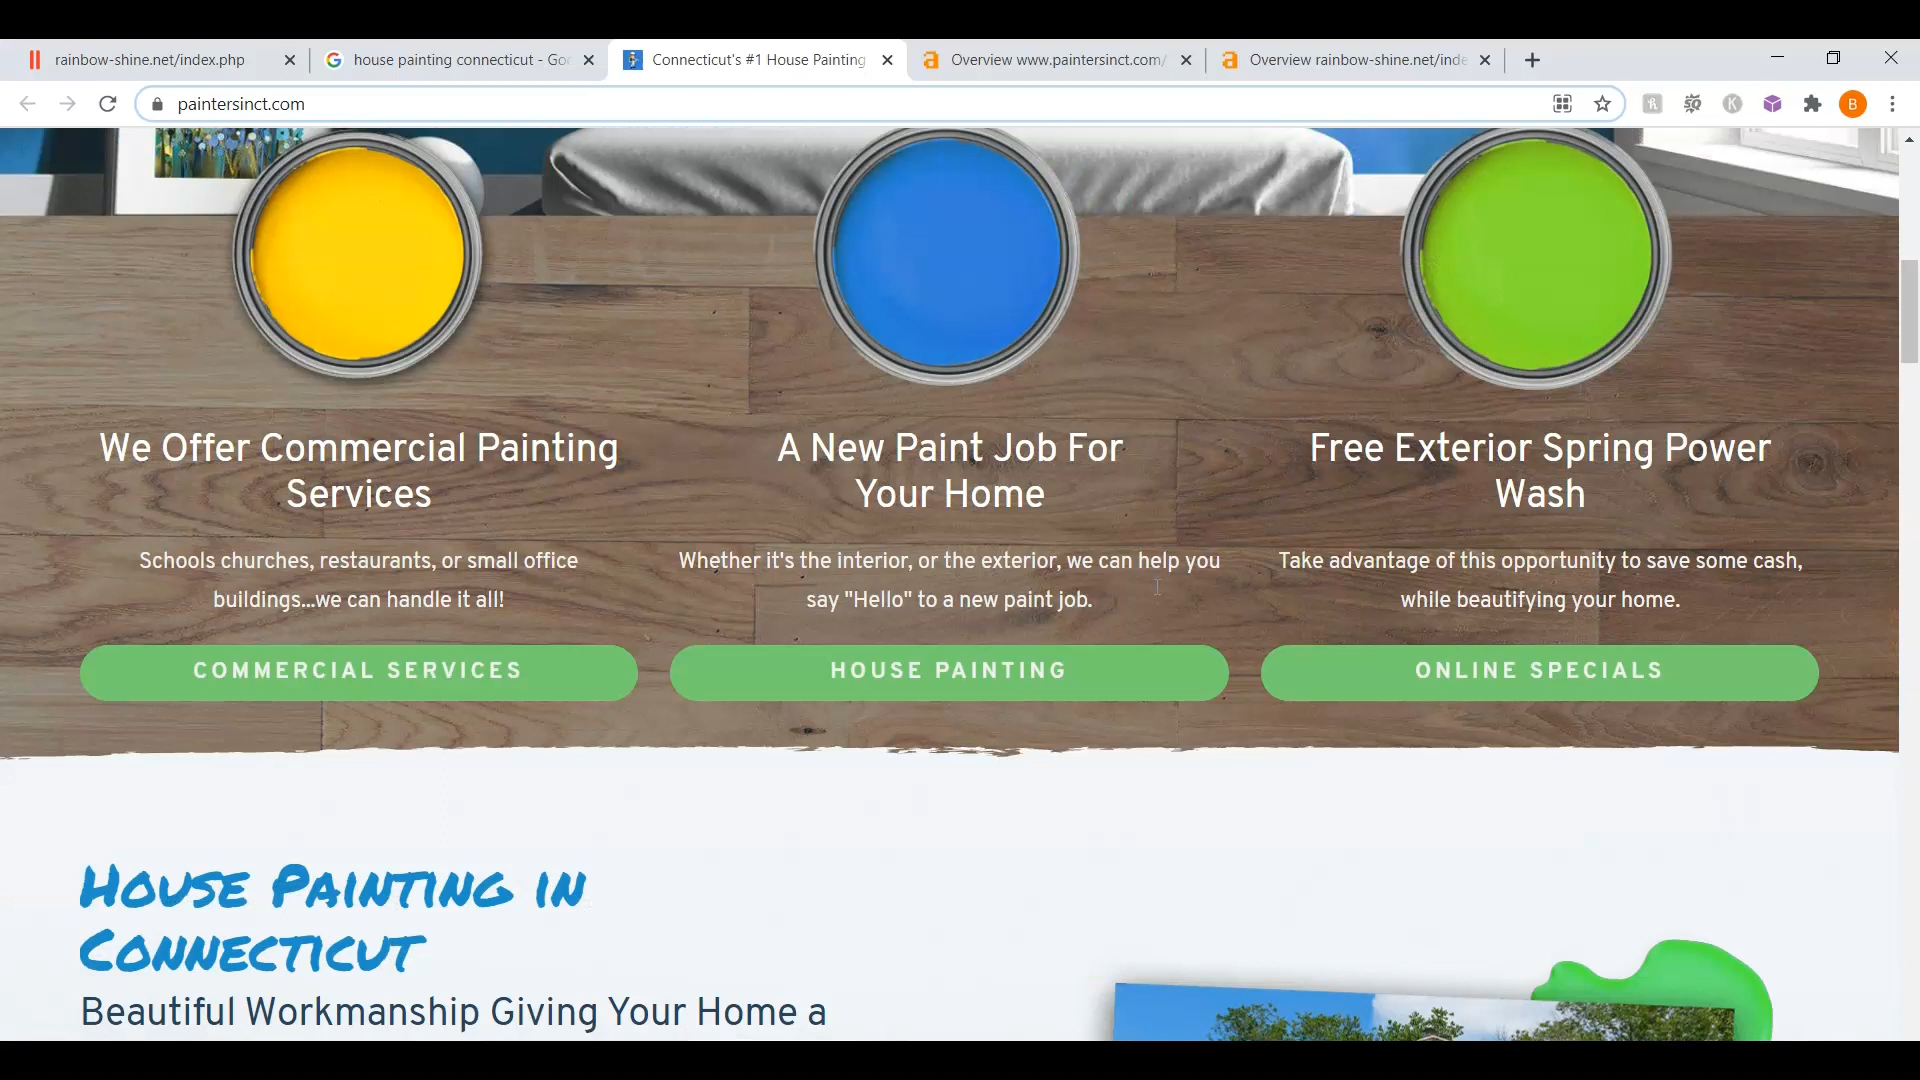 rainbow-shine.net/index.php
house painting connecticut - Goo
Connecticut's #1 House Painting
Overview www.paintersinct.com/
Overview rainbow-shine.net/inde
paintersinct.com
B
We Offer Commercial Painting
Services
Schools churches, restaurants, or small office
buildings...we can handle it all!
COMMERCIAL SERVICES
A New Paint Job For
Your Home
Whether it's the interior, or the exterior, we can help you
say "Hello" to a new paint job.
HOUSE PAINTING
Free Exterior Spring Power
Wash
Take advantage of this opportunity to save some cash,
while beautifying your home.
ONLINE SPECIALS
House Painting in
Connecticut
Beautiful Workmanship Giving Your Home a